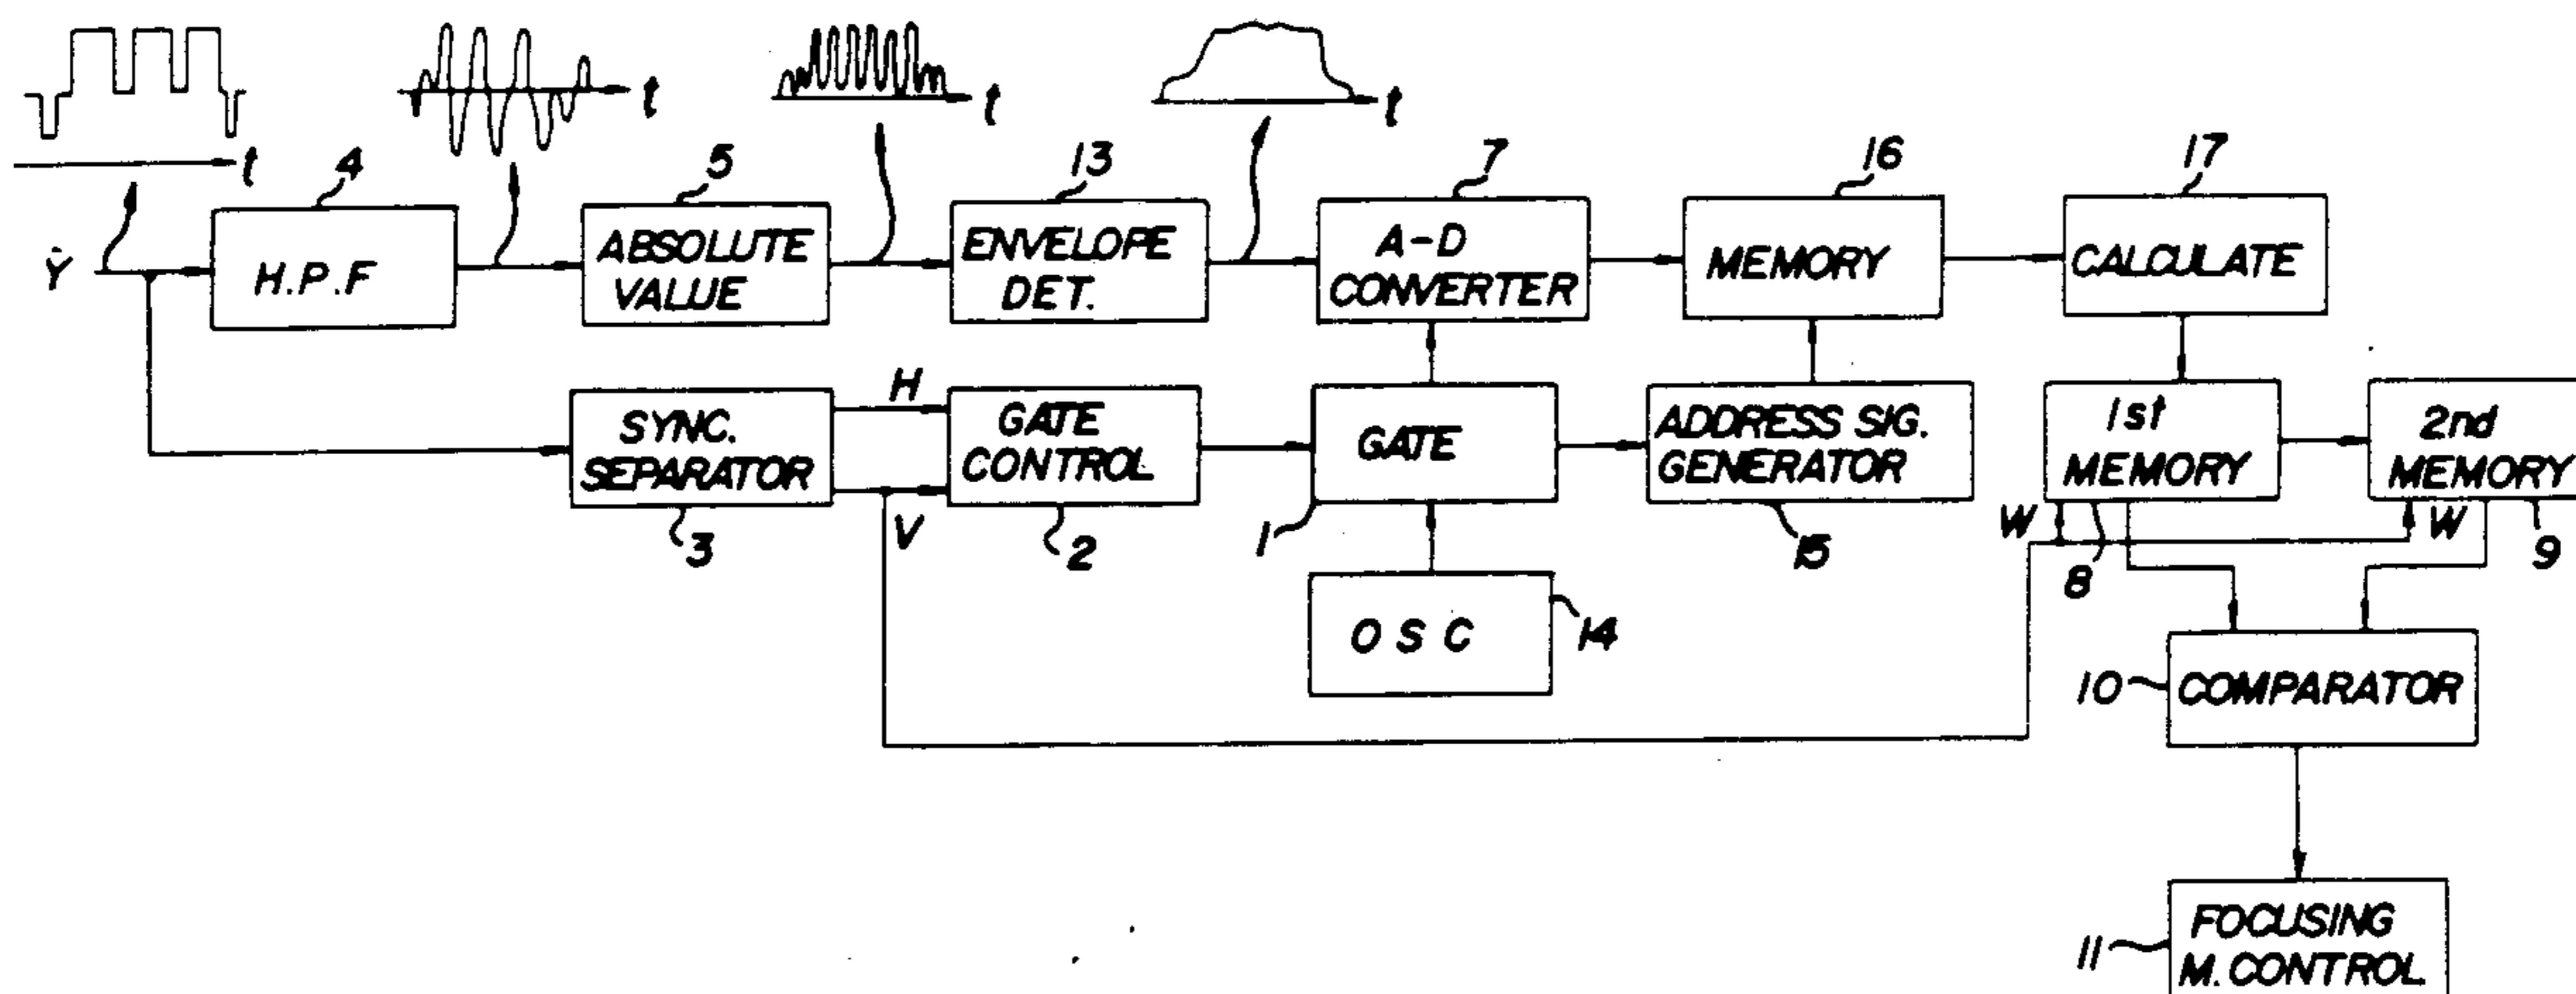 t
t
t
t
4
5
13
7
16
17
Y
H.P.F
ABSOLUTE
VALUE
ENVELOPE
DET.
A-D
CONVERTER
MEMORY
CALCULATE
H
V
SYNC.
SEPARATOR
3
GATE
CONTROL
2
GATE
1
ADDRESS SIG.
GENERATOR
15
1st
MEMORY
8
2nd
MEMORY
9
W
W
OSC
14
10
COMPARATOR
11
FOCUSING
M. CONTROL